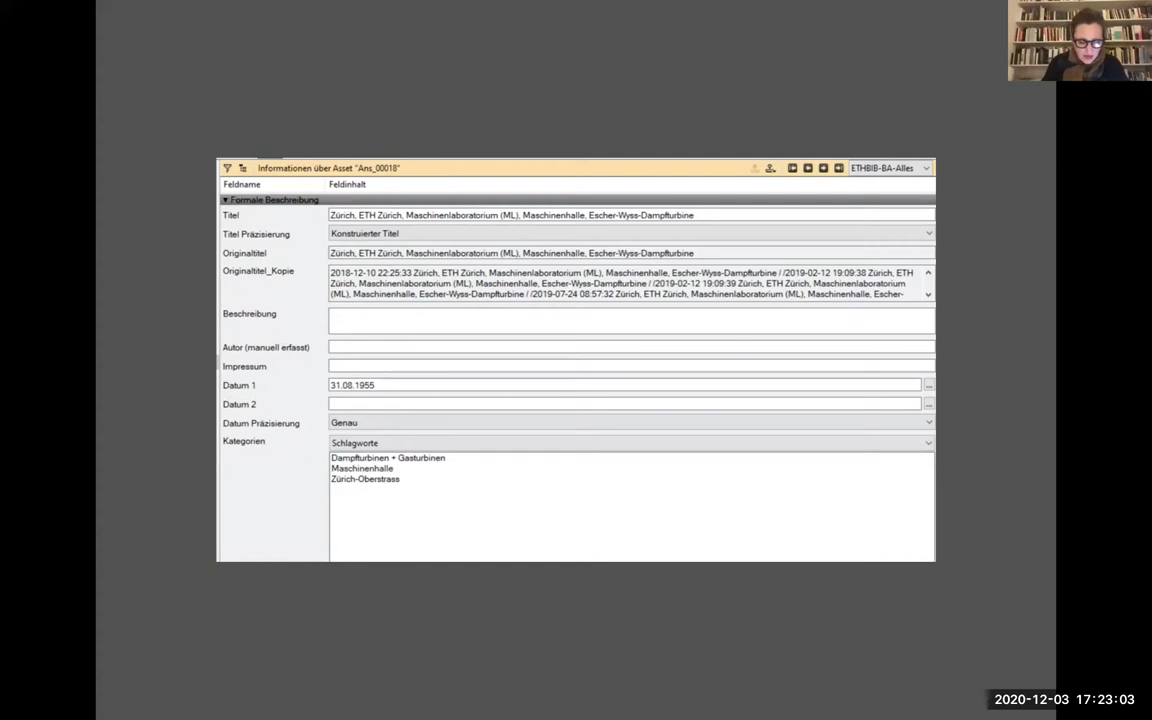 Informationen über Asset "Ans_00018"
ETHBIB-BA-Alles
Feldname
Feldinhalt
Formale Beschreibung
Titel
Zürich, ETH Zürich, Maschinenlaboratorium (ML), Maschinenhalle, Escher-Wyss-Dampfturbine
Titel Präzisierung
Konstruierter Titel
Originaltitel
Zürich, ETH Zürich, Maschinenlaboratorium (ML), Maschinenhalle, Escher-Wyss-Dampfturbine
Originaltitel_Kopie
2018-12-10 22:25:33 Zürich, ETH Zürich, Maschinenlaboratorium (ML), Maschinenhalle, Escher-Wyss-Dampfturbine / /2019-02-12 19:09:38 Zürich, ETH
Zürich, Maschinenlaboratorium (ML), Maschinenhalle, Escher-Wyss-Dampfturbine / /2019-02-12 19:09:39 Zürich, ETH Zürich, Maschinenlaboratorium
(ML), Maschinenhalle, Escher-Wyss-Dampfturbine / /2019-07-24 08:57:32 Zürich, ETH Zürich, Maschinenlaboratorium (ML), Maschinenhalle, Escher-
Beschreibung
Autor (manuell erfasst)
Impressum
Datum 1
31.08.1955
...
Datum 2
...
Datum Präzisierung
Genau
Kategorien
Schlagworte
Dampfturbinen + Gasturbinen
Maschinenhalle
Zürich-Oberstrass
2020-12-03 17:23:03